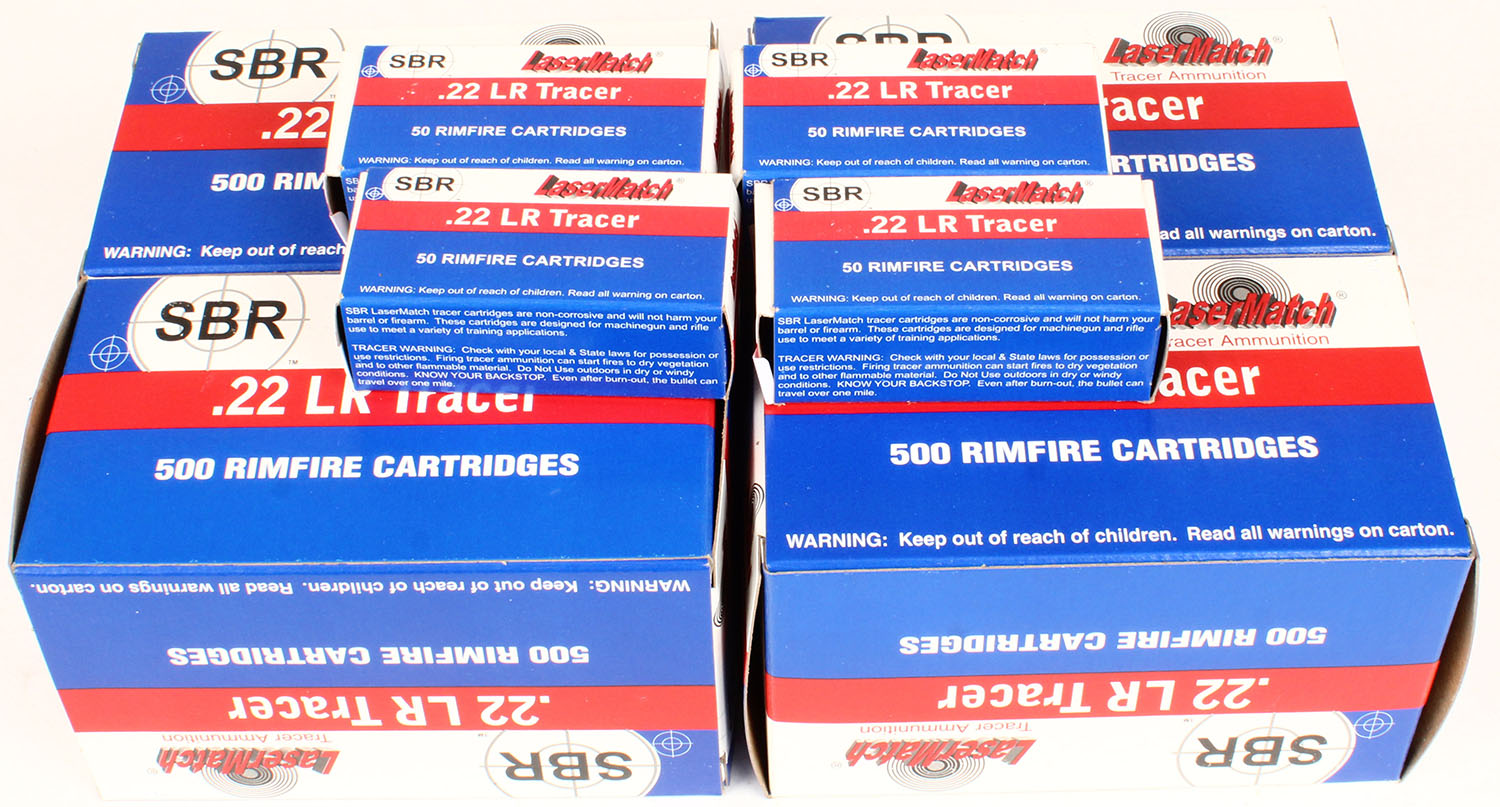 SBR
TM
.22
500 RIM
WARNING: Keep out of reach
SBR
LaserMatch®
.22 LR Tracer
50 RIMFIRE CARTRIDGES
WARNING: Keep out of reach of children. Read all warning on carton.
SBR
LaserMatch®
.22 LR Tracer
50 RIMFIRE CARTRIDGES
WARNING: Keep out of reach of children. Read all warning on carton.
SBR
LaserMatch®
Tracer Ammunition
racer
RTRIDGES
ad all warnings on carton.
SBR
LaserMatch®
.22 LR Tracer
50 RIMFIRE CARTRIDGES
WARNING: Keep out of reach of children. Read all warnings on carton.
SBR LaserMatch tracer cartridges are non-corrosive and will not harm your
barrel or firearm. These cartridges are designed for machinegun and rifle
use to meet a variety of training applications.
TRACER WARNING: Check with your local & State laws for possession or
use restrictions. Firing tracer ammunition can start fires to dry vegetation
and to other flammable material. Do Not Use outdoors in dry or windy
conditions. KNOW YOUR BACKSTOP. Even after burn-out, the bullet can
travel over one mile.
SBR
LaserMatch®
.22 LR Tracer
50 RIMFIRE CARTRIDGES
WARNING: Keep out of reach of children. Read all warnings on carton.
SBR LaserMatch tracer cartridges are non-corrosive and will not harm your
barrel or firearm. These cartridges are designed for machinegun and rifle
use to meet a variety of training applications.
TRACER WARNING: Check with your local & State laws for possession or
use restrictions. Firing tracer ammunition can start fires to dry vegetation
and to other flammable material. Do Not Use outdoors in dry or windy
conditions. KNOW YOUR BACKSTOP. Even after burn-out, the bullet can
travel over one mile.
SBR
TM
.22 LR Tracer
500 RIMFIRE CARTRIDGES
WARNING: Keep out of reach of children. Read all warnings on carton.
500 RIMFIRE CARTRIDGES
.22 LR Tracer
SBR
LaserMatch®
Tracer Ammunition
aserMatch®
racer Ammunition
racer
500 RIMFIRE CARTRIDGES
WARNING: Keep out of reach of children. Read all warnings on carton.
500 RIMFIRE CARTRIDGES
.22 LR Tracer
SBR
TM
LaserMatch®
Tracer Ammunition